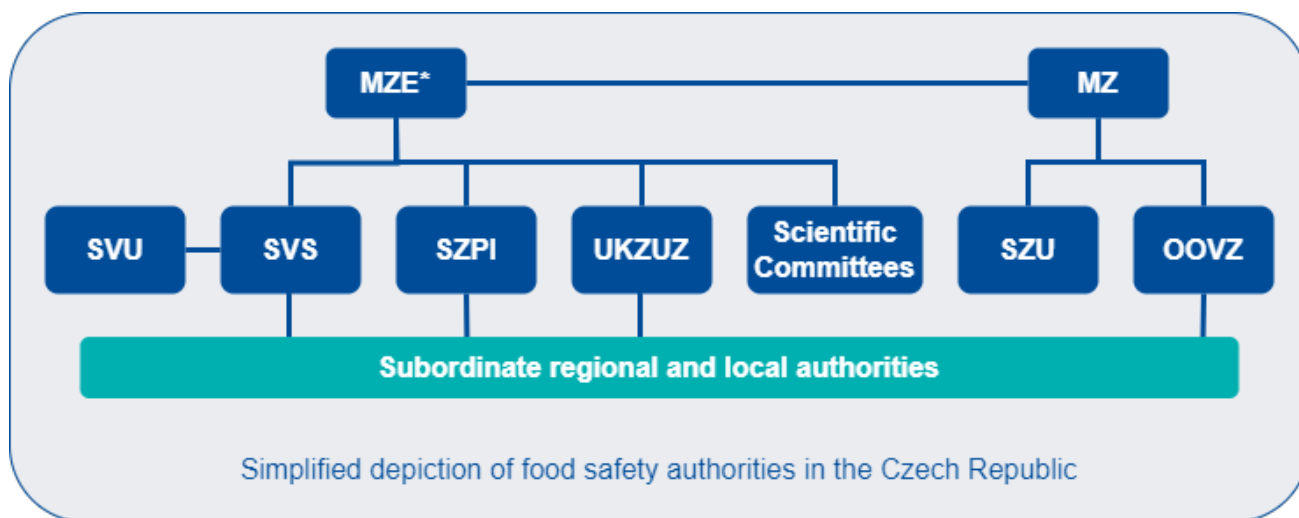 MZE*
MZ
SVU
SVS
SZPI
UKZUZ
Scientific
Committees
SZU
OOVZ
Subordinate regional and local authorities
Simplified depiction of food safety authorities in the Czech Republic